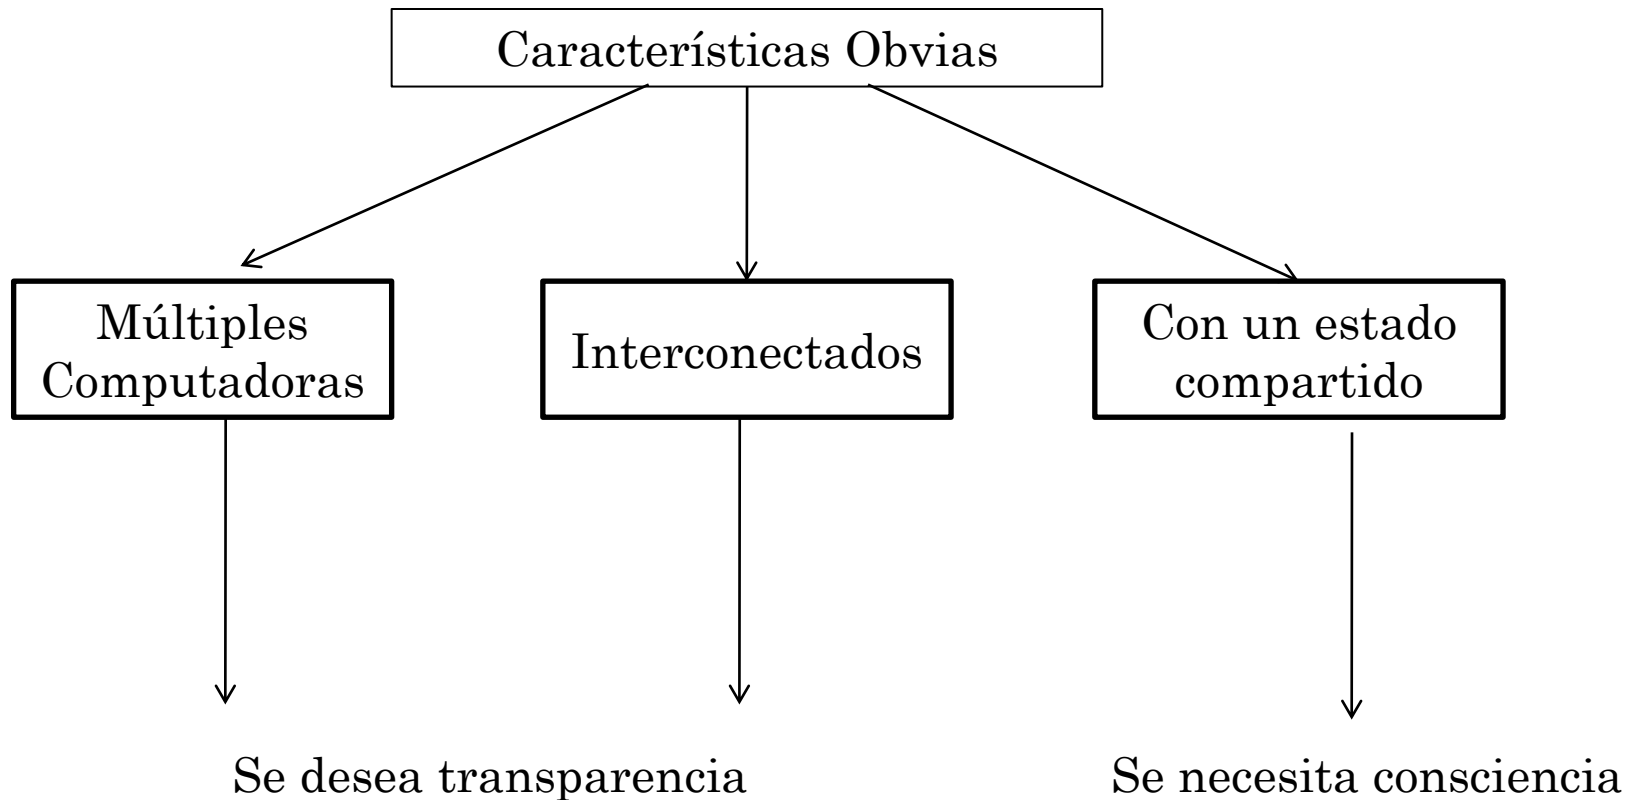 Características Obvias
Múltiples
Computadoras
Interconectados
Con un estado
compartido
Se desea transparencia
Se necesita consciencia